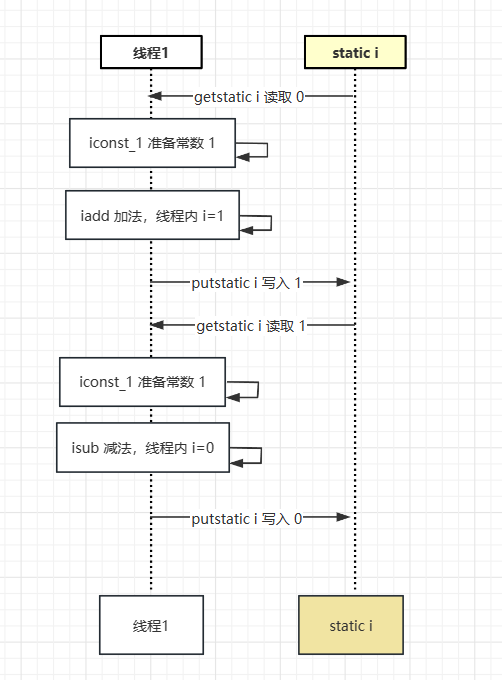 线程1
static i
getstatic i 读取 0
iconst_1 准备常数 1
iadd 加法，线程内 i=1
putstatic i 写入 1
getstatic i 读取 1
iconst_1 准备常数 1
isub 减法，线程内 i=0
putstatic i 写入 0
线程1
static i